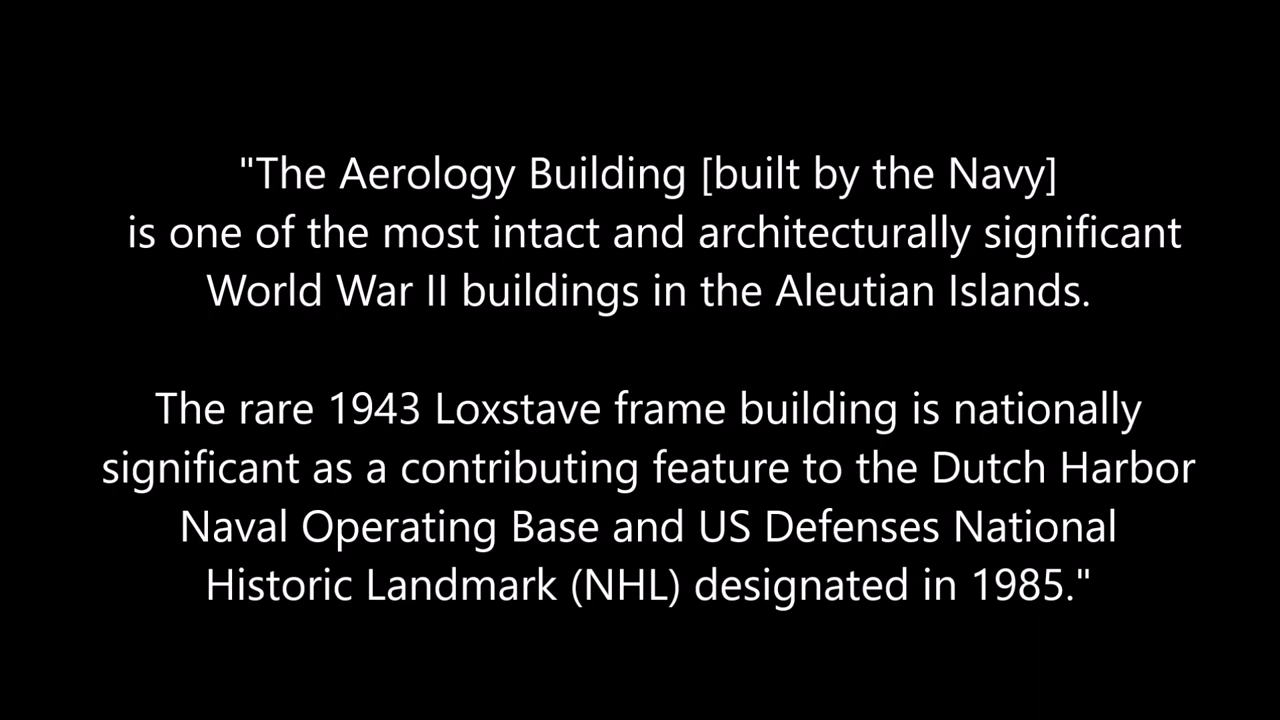 "The Aerology Building [built by the Navy]
is one of the most intact and architecturally significant
World War II buildings in the Aleutian Islands.
The rare 1943 Loxstave frame building is nationally
significant as a contributing feature to the Dutch Harbor
Naval Operating Base and US Defenses National
Historic Landmark (NHL) designated in 1985."